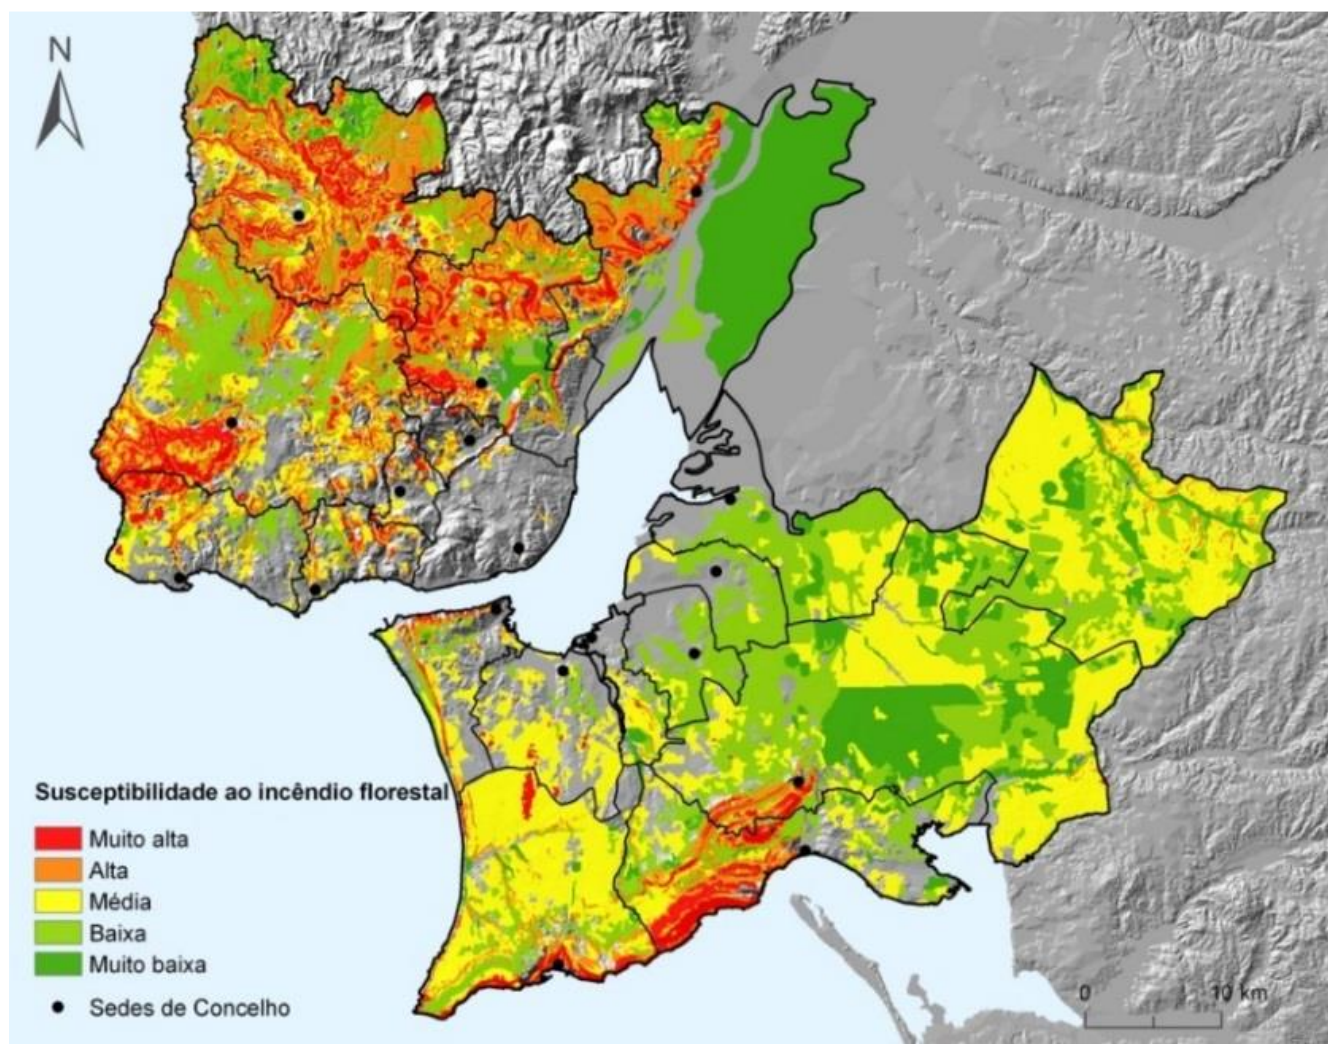 N
Susceptibilidade ao incêndio florestal
Muito alta
Alta
Média
Baixa
Muito baixa
Sedes de Concelho
0 10 km